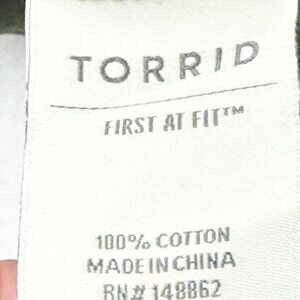 TORRID
FIRST AT FIT™
100% COTTON
MADE IN CHINA
RN# 148862